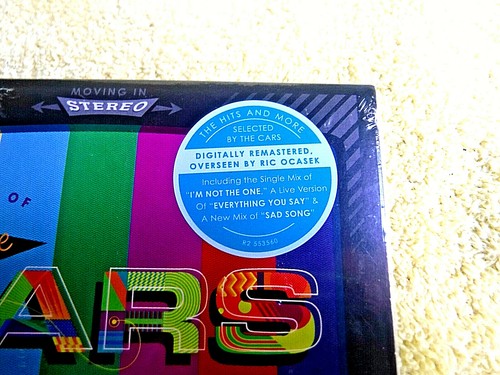 MOVING IN
STEREO
THE HITS AND MORE
SELECTED
BY THE CARS
DIGITALLY REMASTERED,
OVERSEEN BY RIC OCASEK
Including the Single Mix of
"I'M NOT THE ONE," A Live Version
Of "EVERYTHING YOU SAY" &
A New Mix of "SAD SONG"
R2 553560
OF
e
ARS